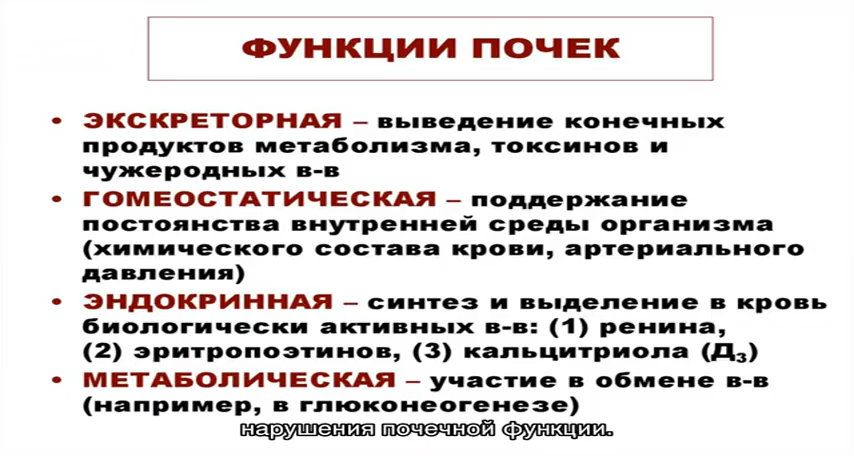 ФУНКЦИИ ПОЧЕК
• ЭКСКРЕТОРНАЯ – выведение конечных
продуктов метаболизма, токсинов и
чужеродных в-в
• ГОМЕОСТАТИЧЕСКАЯ – поддержание
постоянства внутренней среды организма
(химического состава крови, артериального
давления)
• ЭНДОКРИННАЯ – синтез и выделение в кровь
биологически активных в-в: (1) ренина,
(2) эритропоэтинов, (3) кальцитриола (Д₃)
• МЕТАБОЛИЧЕСКАЯ – участие в обмене в-в
(например, в глюконеогенезе)
нарушения почечной функции.